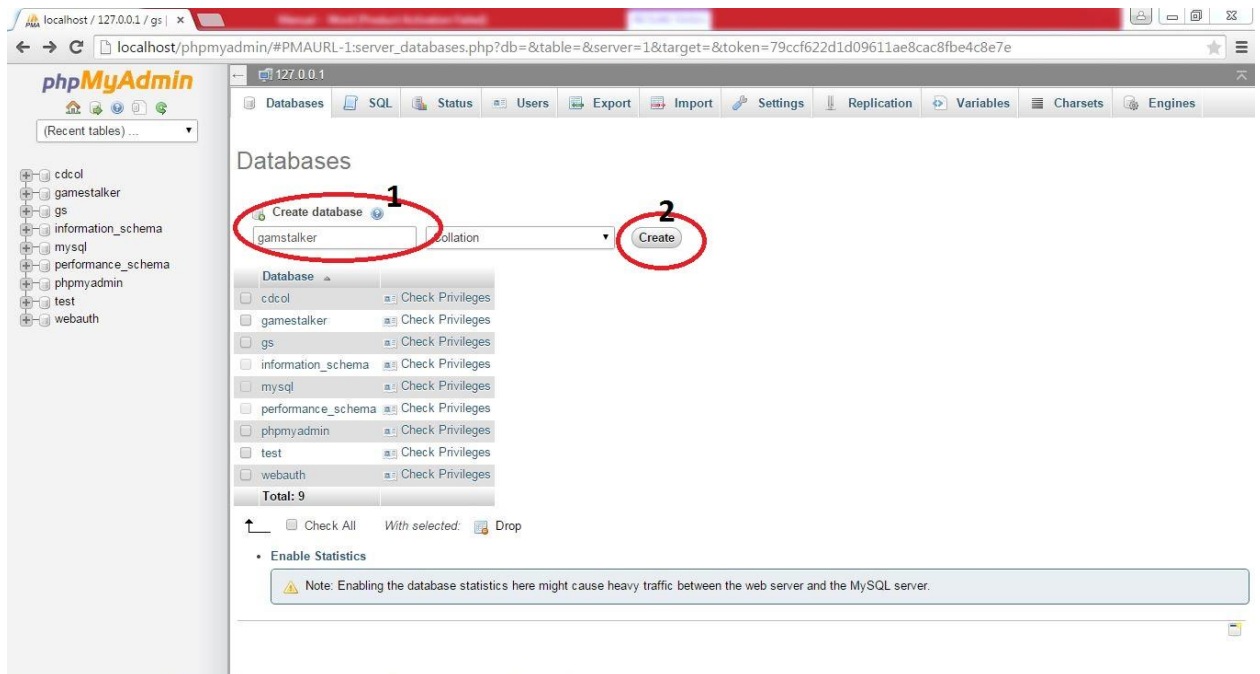 localhost / 127.0.0.1 / gs |
localhost/phpmyadmin/#PMAURL-1:server_databases.php?db=&table=&server=1&target=&token=79ccf622d1d09611ae8cac8fbe4c8e7e
phpMyAdmin
(Recent tables) ...
cdcol
gamestalker
gs
information_schema
mysql
performance_schema
phpmyadmin
test
webauth
127.0.0.1
Databases SQL Status Users Export Import Settings Replication Variables Charsets Engines
Databases
1
Create database
2
gamstalker Collation Create
Database
cdcol Check Privileges
gamestalker Check Privileges
gs Check Privileges
information_schema Check Privileges
mysql Check Privileges
performance_schema Check Privileges
phpmyadmin Check Privileges
test Check Privileges
webauth Check Privileges
Total: 9
Check All With selected: Drop
• Enable Statistics
Note: Enabling the database statistics here might cause heavy traffic between the web server and the MySQL server.